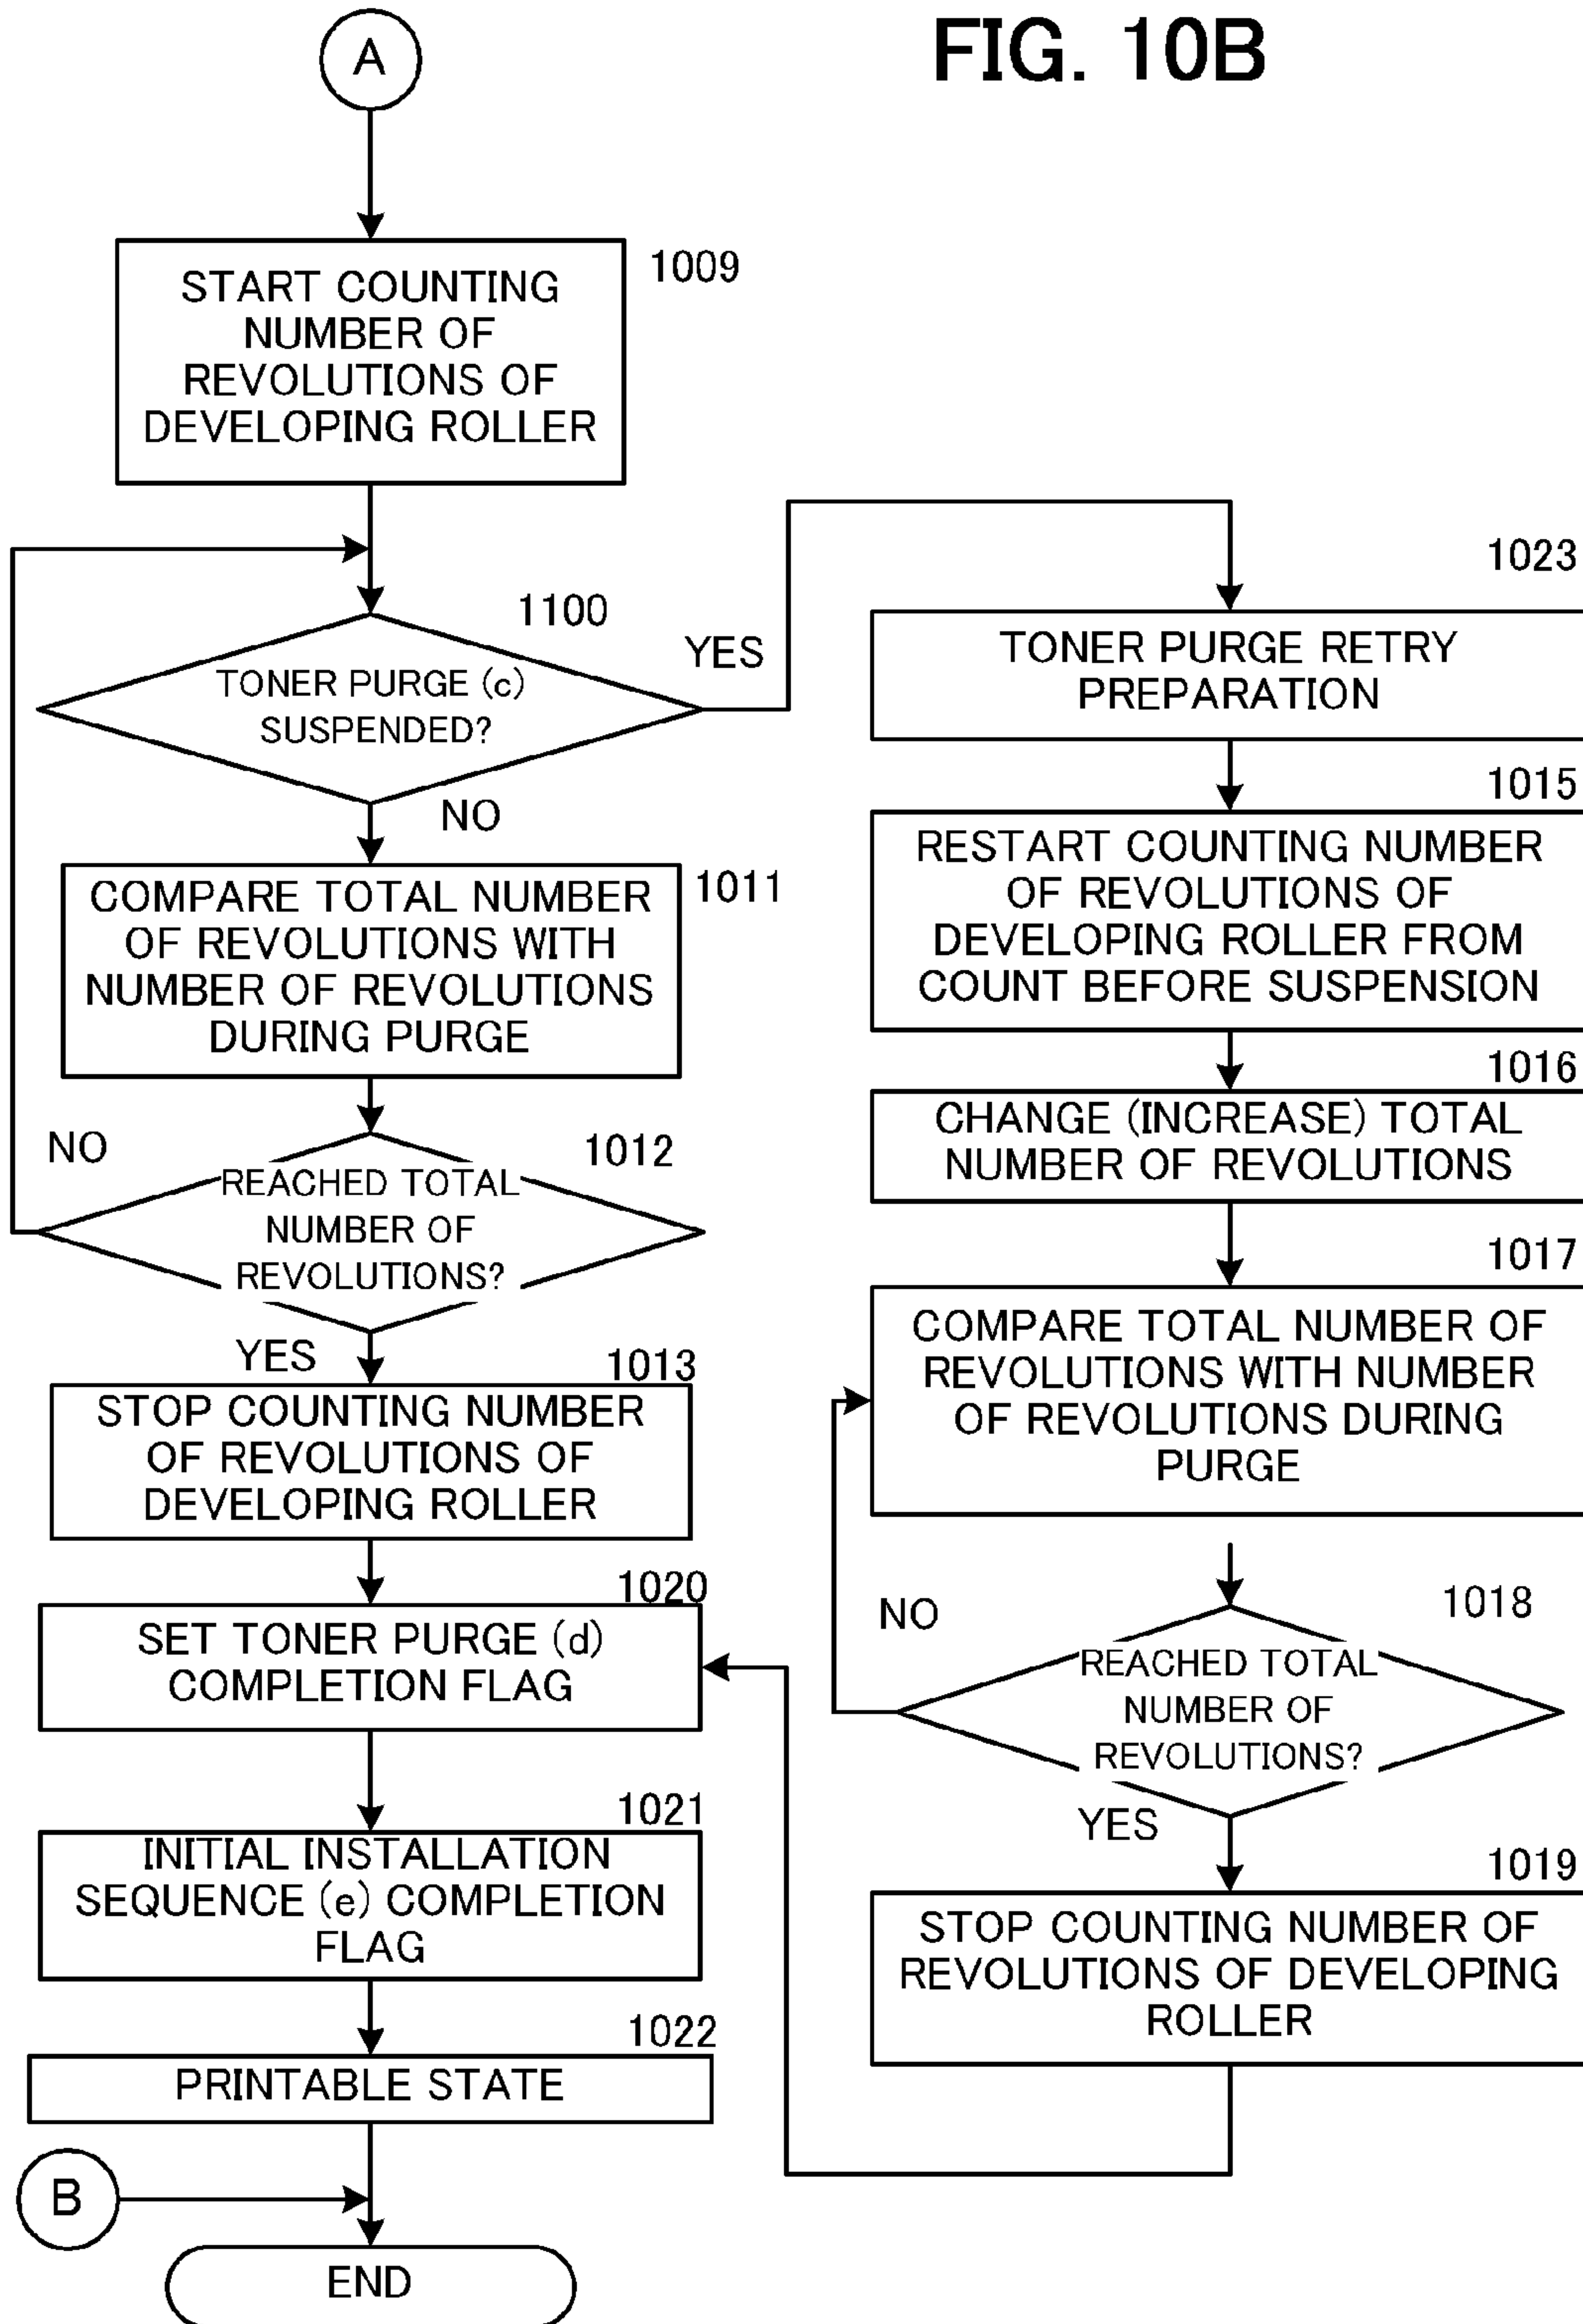 FIG. 10B
A
1009
START COUNTING
NUMBER OF
REVOLUTIONS OF
DEVELOPING ROLLER
1100
TONER PURGE (c)
SUSPENDED?
YES
NO
1011
COMPARE TOTAL NUMBER
OF REVOLUTIONS WITH
NUMBER OF REVOLUTIONS
DURING PURGE
NO
1012
REACHED TOTAL
NUMBER OF
REVOLUTIONS?
YES
1013
STOP COUNTING NUMBER
OF REVOLUTIONS OF
DEVELOPING ROLLER
1020
SET TONER PURGE (d)
COMPLETION FLAG
1021
INITIAL INSTALLATION
SEQUENCE (e) COMPLETION
FLAG
1022
PRINTABLE STATE
B
END
1023
TONER PURGE RETRY
PREPARATION
1015
RESTART COUNTING NUMBER
OF REVOLUTIONS OF
DEVELOPING ROLLER FROM
COUNT BEFORE SUSPENSION
1016
CHANGE (INCREASE) TOTAL
NUMBER OF REVOLUTIONS
1017
COMPARE TOTAL NUMBER OF
REVOLUTIONS WITH NUMBER
OF REVOLUTIONS DURING
PURGE
NO
1018
REACHED TOTAL
NUMBER OF
REVOLUTIONS?
YES
1019
STOP COUNTING NUMBER OF
REVOLUTIONS OF DEVELOPING
ROLLER